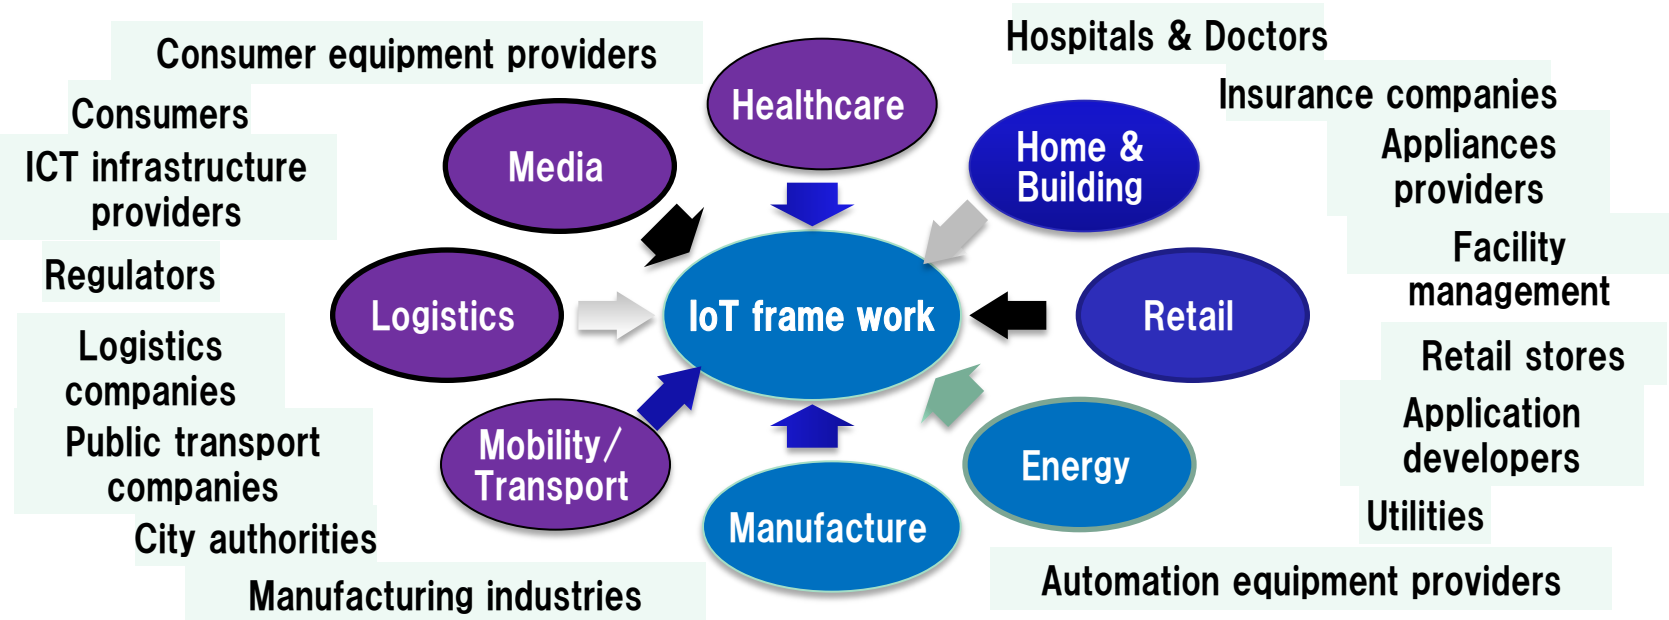 Consumer equipment providers
Consumers
ICT infrastructure
providers
Regulators
Logistics
companies
Public transport
companies
City authorities
Manufacturing industries
Healthcare
Media
Home &
Building
Logistics
IoT frame work
Retail
Mobility/
Transport
Energy
Manufacture
Hospitals & Doctors
Insurance companies
Appliances
providers
Facility
management
Retail stores
Application
developers
Utilities
Automation equipment providers